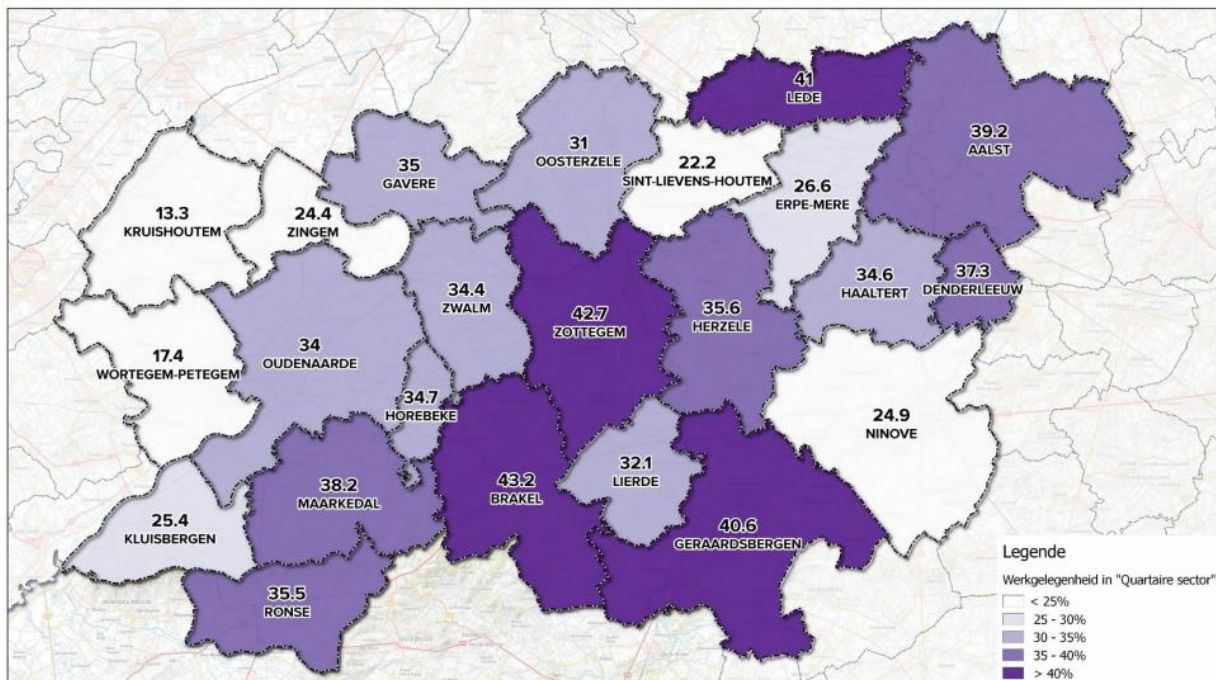 41
LEDE
39.2
AALST
31
OOSTERZELE
22.2
SINT-LIEVENS-HOUTEM
35
GAVERE
26.6
ERPE-MERE
13.3
KRUISHOUTEM
24.4
ZINGEM
34.4
ZWALM
42.7
ZOTTEGEM
35.6
HERZELE
34.6
HAALTERT
37.3
DENDERLEEUW
17.4
WORTEGEM-PETEGEM
34
OUDENAARDE
34.7
HOREBEKE
24.9
NINOVE
38.2
MAARKEDAL
43.2
BRAKEL
32.1
LIERDE
40.6
GERAARDSBERGEN
25.4
KLUISBERGEN
35.5
RONSE
Legende
Werkgelegenheid in "Quartaire sector"
< 25%
25 - 30%
30 - 35%
35 - 40%
> 40%